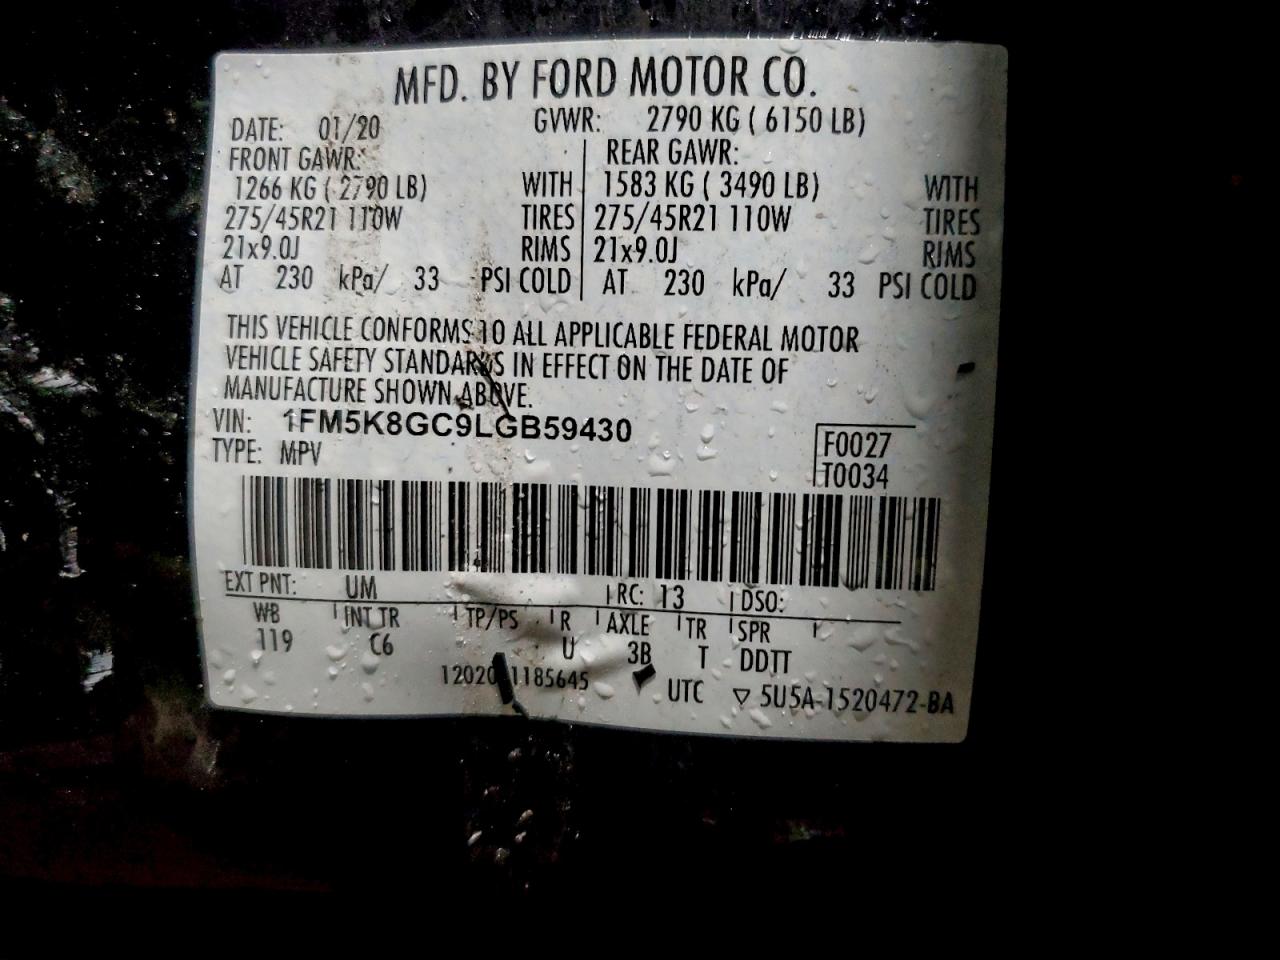 MFD. BY FORD MOTOR CO.
DATE: 01/20 GVWR: 2790 KG ( 6150 LB)
FRONT GAWR: REAR GAWR:
1266 KG ( 2790 LB) WITH 1583 KG ( 3490 LB) WITH
275/45R21 110W TIRES 275/45R21 110W TIRES
21x9.0J RIMS 21x9.0J RIMS
AT 230 kPa/ 33 PSI COLD AT 230 kPa/ 33 PSI COLD
THIS VEHICLE CONFORMS TO ALL APPLICABLE FEDERAL MOTOR
VEHICLE SAFETY STANDARDS IN EFFECT ON THE DATE OF
MANUFACTURE SHOWN ABOVE.
VIN: 1FM5K8GC9LGB59430
F0027
TYPE: MPV
T0034
EXT PNT: UM RC: 13 DSO:
WB INT TR TP/PS R AXLE TR SPR
119 C6 U 3B T DDTT
UTC ▽ 5U5A-1520472-BA